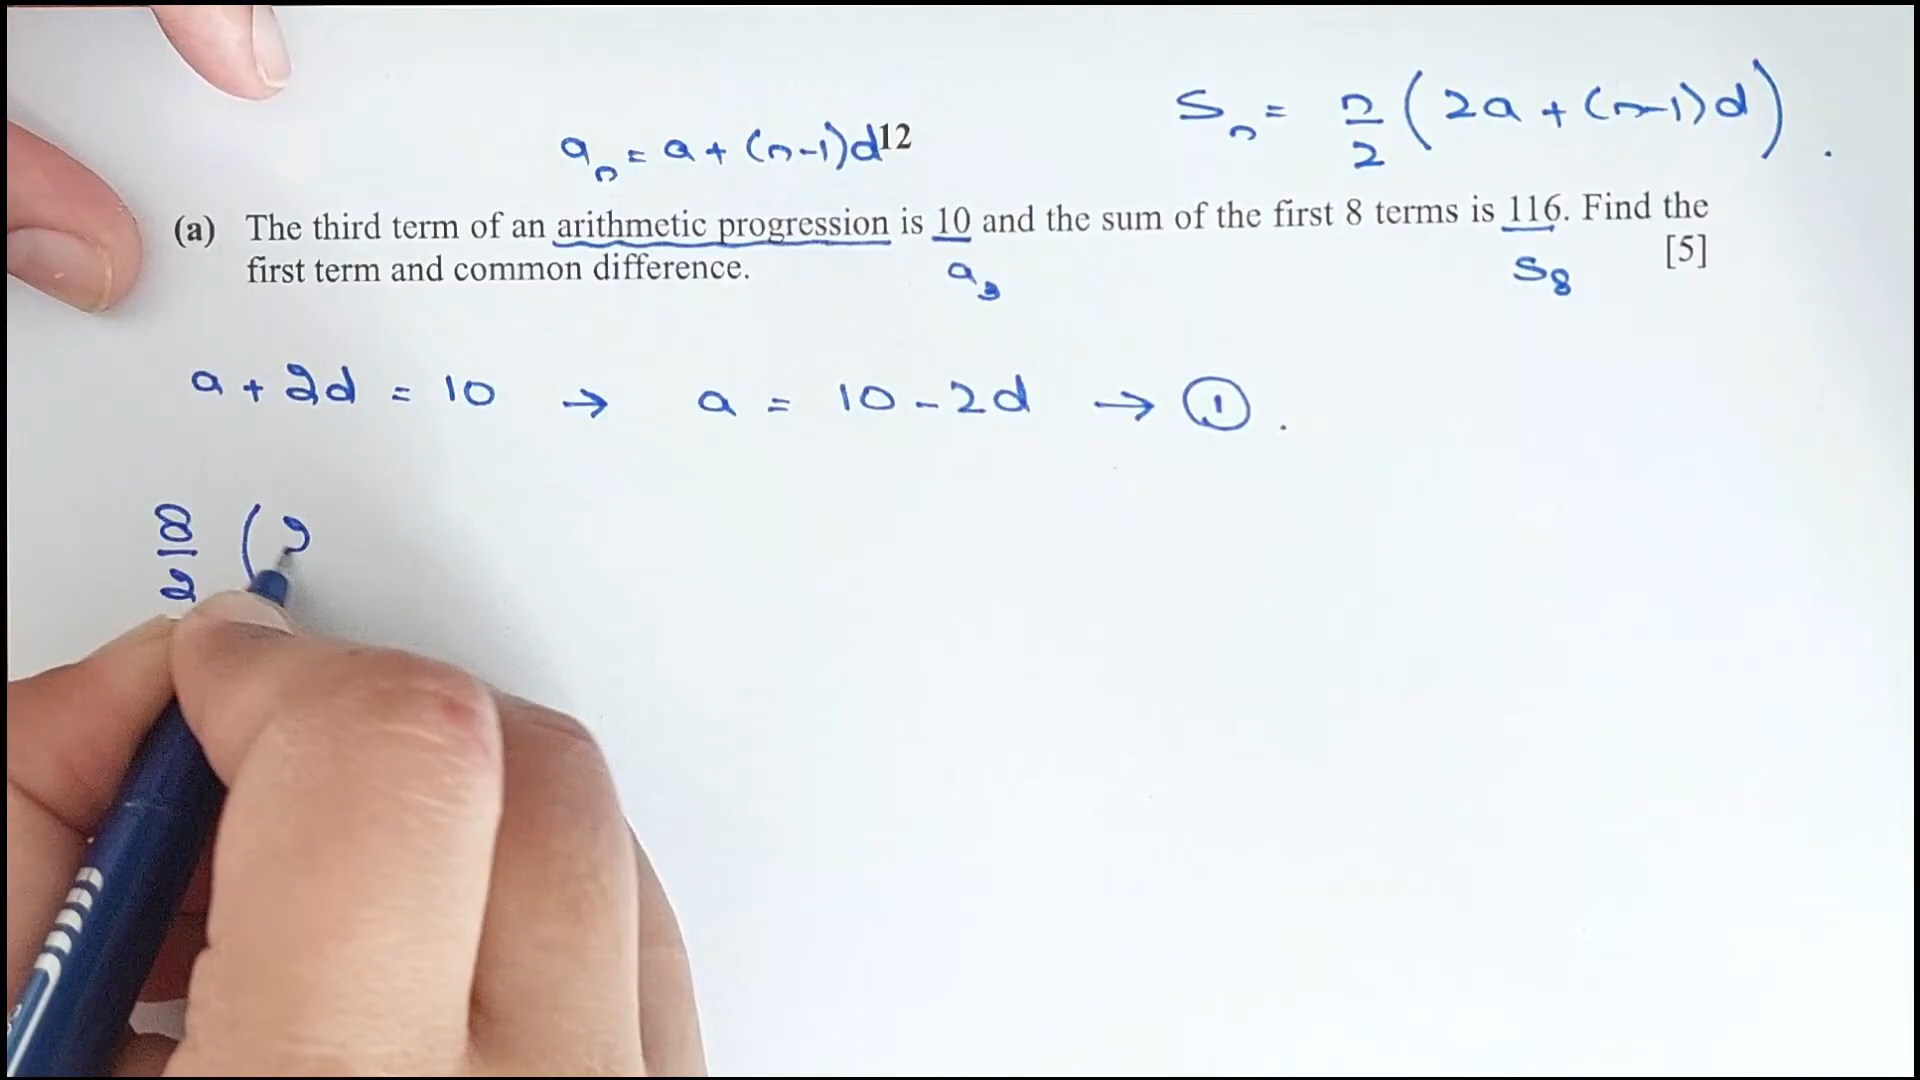 Sₙ = n/2 (2a + (n-1)d).
aₙ = a + (n-1)d 12
(a) The third term of an arithmetic progression is 10 and the sum of the first 8 terms is 116. Find the
first term and common difference. [5]
a₃ S₈
a + 2d = 10 → a = 10 - 2d → ①.
8/2 (